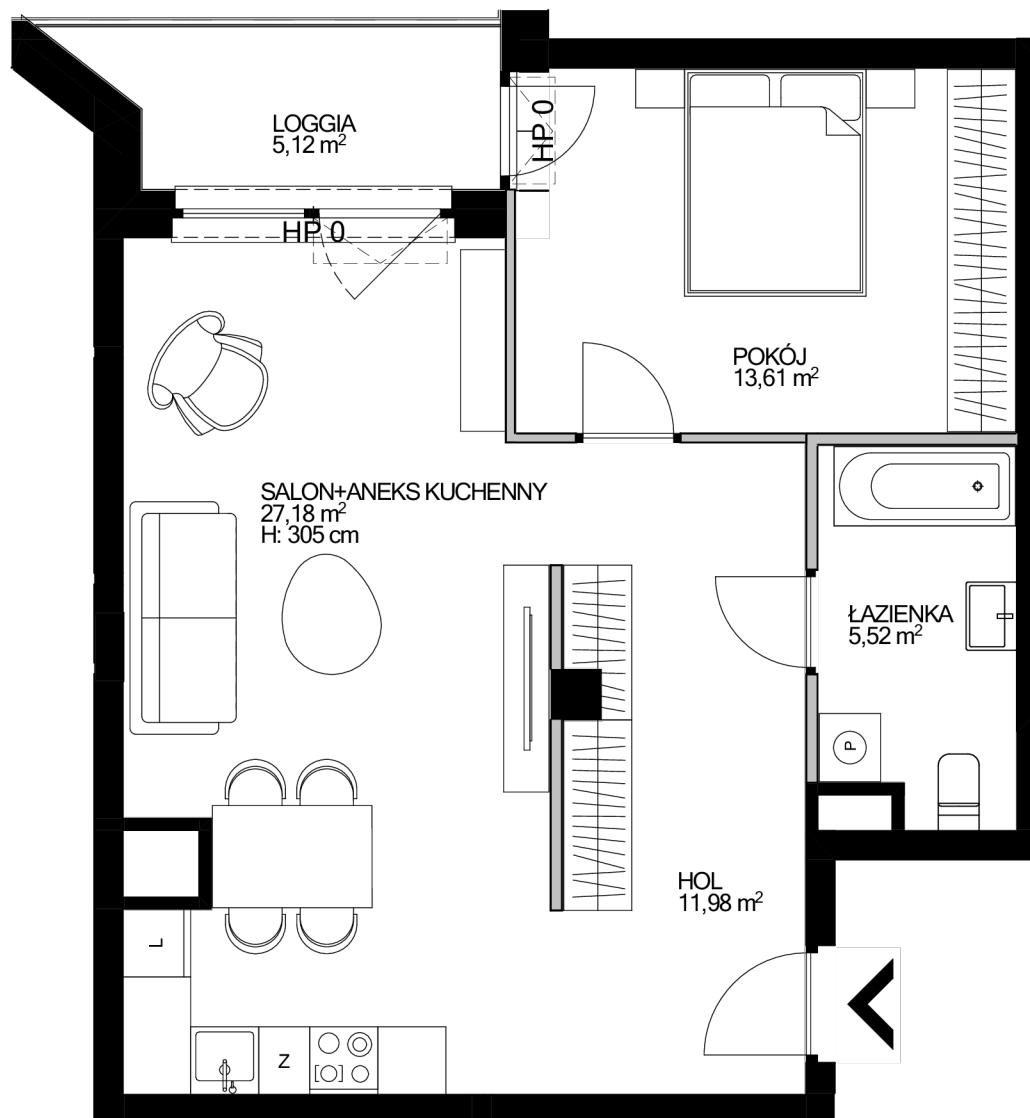 LOGGIA
5,12 m²
HP 0
HP 0
POKÓJ
13,61 m²
SALON+ANEKS KUCHENNY
27,18 m²
H: 305 cm
ŁAZIENKA
5,52 m²
P
HOL
11,98 m²
L
Z